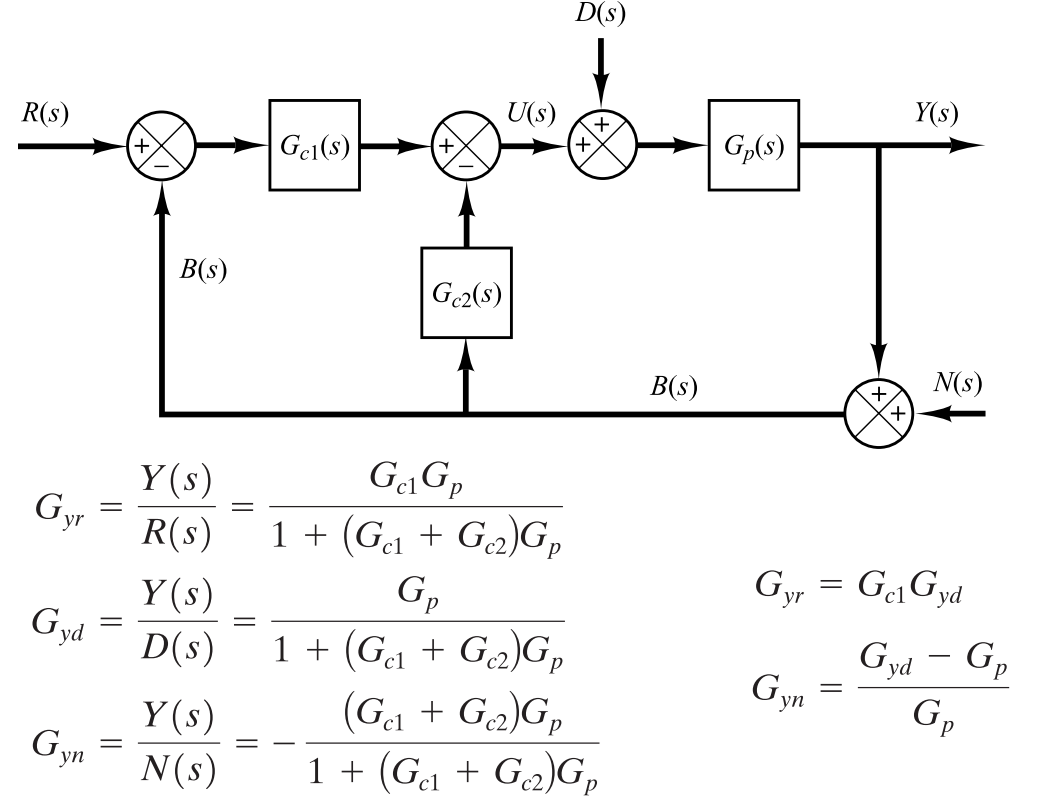 D(s)
R(s) + − G_{c1}(s) + − U(s) + + G_p(s) Y(s)
B(s)
G_{c2}(s)
B(s)
+ + N(s)
G_{yr} = \frac{Y(s)}{R(s)} = \frac{G_{c1}G_p}{1 + (G_{c1} + G_{c2})G_p}
G_{yd} = \frac{Y(s)}{D(s)} = \frac{G_p}{1 + (G_{c1} + G_{c2})G_p}
G_{yn} = \frac{Y(s)}{N(s)} = -\frac{(G_{c1} + G_{c2})G_p}{1 + (G_{c1} + G_{c2})G_p}
G_{yr} = G_{c1}G_{yd}
G_{yn} = \frac{G_{yd} - G_p}{G_p}